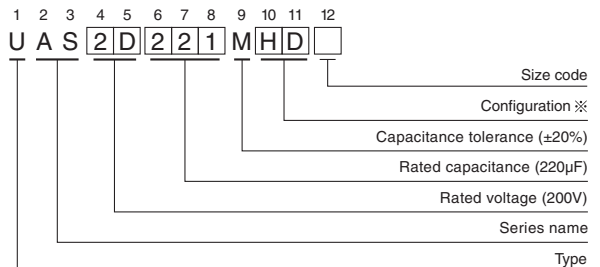 1 2 3 4 5 6 7 8 9 10 11 12
U A S 2 D 2 2 1 M H D
Size code
Configuration ※
Capacitance tolerance (±20%)
Rated capacitance (220µF)
Rated voltage (200V)
Series name
Type